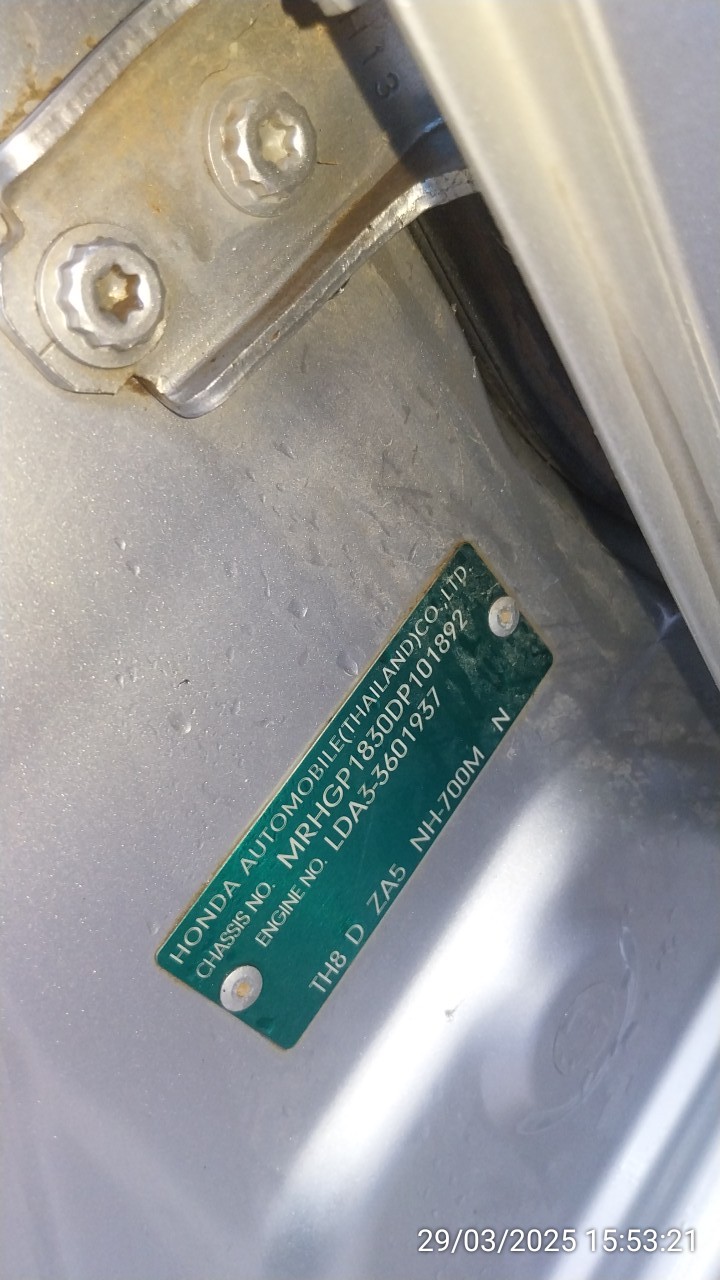 H13
HONDA AUTOMOBILE(THAILAND)CO.,LTD.
CHASSIS NO. MRHGP1830DP101892
ENGINE NO. LDA3-3601937
TH8 D ZA5 NH-700M N
29/03/2025 15:53:21